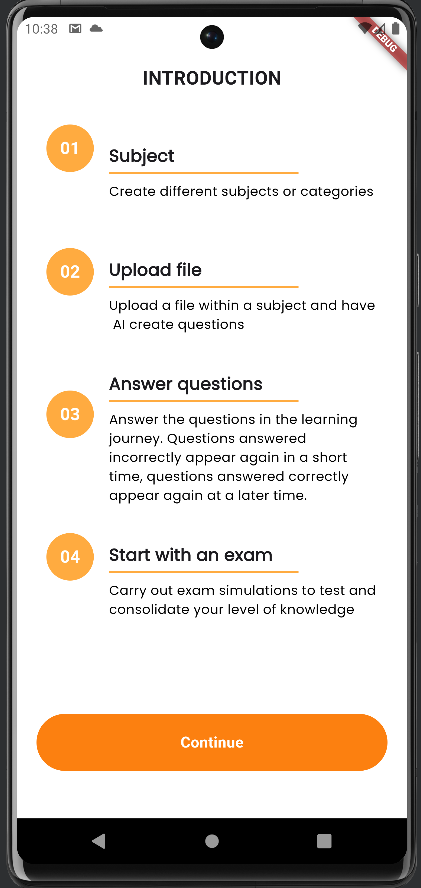 10:38
DEBUG
INTRODUCTION
01
Subject
Create different subjects or categories
02
Upload file
Upload a file within a subject and have
AI create questions
03
Answer questions
Answer the questions in the learning
journey. Questions answered
incorrectly appear again in a short
time, questions answered correctly
appear again at a later time.
04
Start with an exam
Carry out exam simulations to test and
consolidate your level of knowledge
Continue